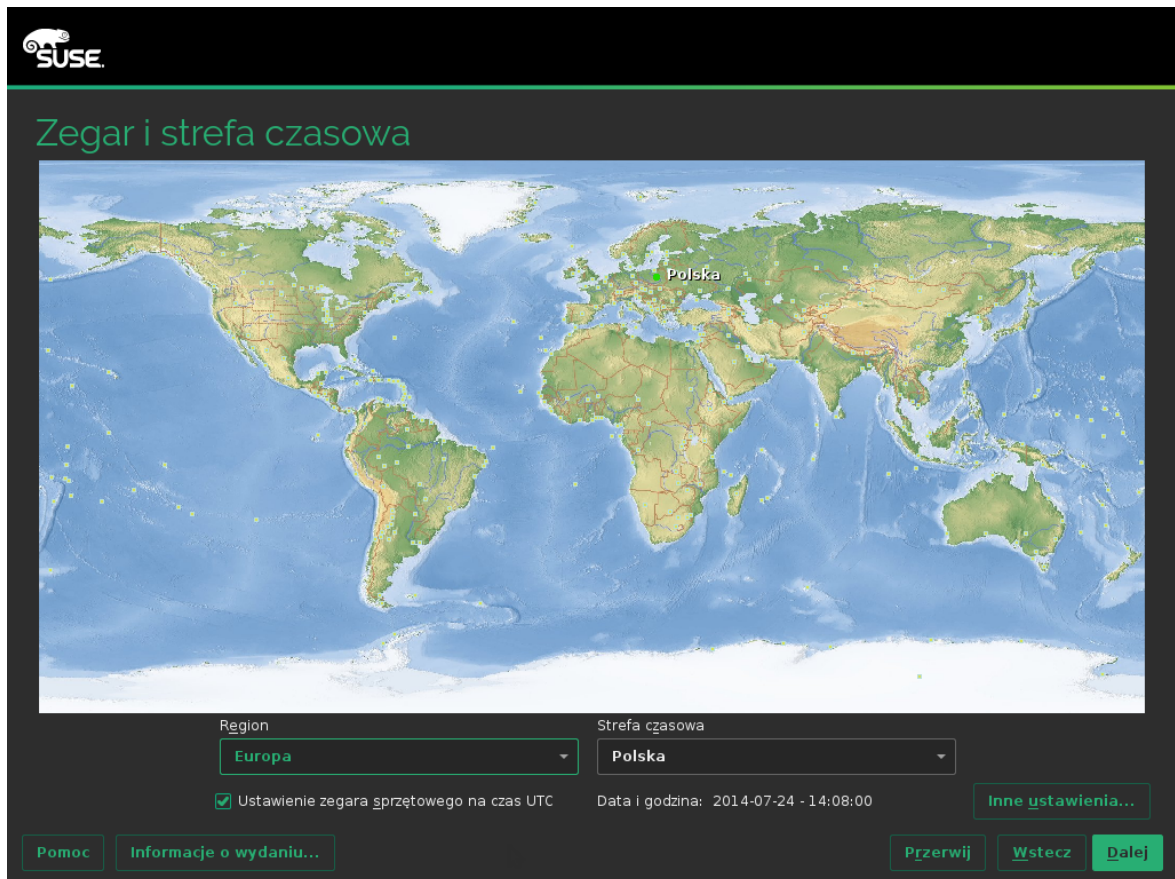 SUSE.
Zegar i strefa czasowa
Polska
Region
Strefa czasowa
Europa
Polska
Ustawienie zegara sprzętowego na czas UTC
Data i godzina: 2014-07-24 - 14:08:00
Inne ustawienia...
Pomoc
Informacje o wydaniu...
Przerwij
Wstecz
Dalej